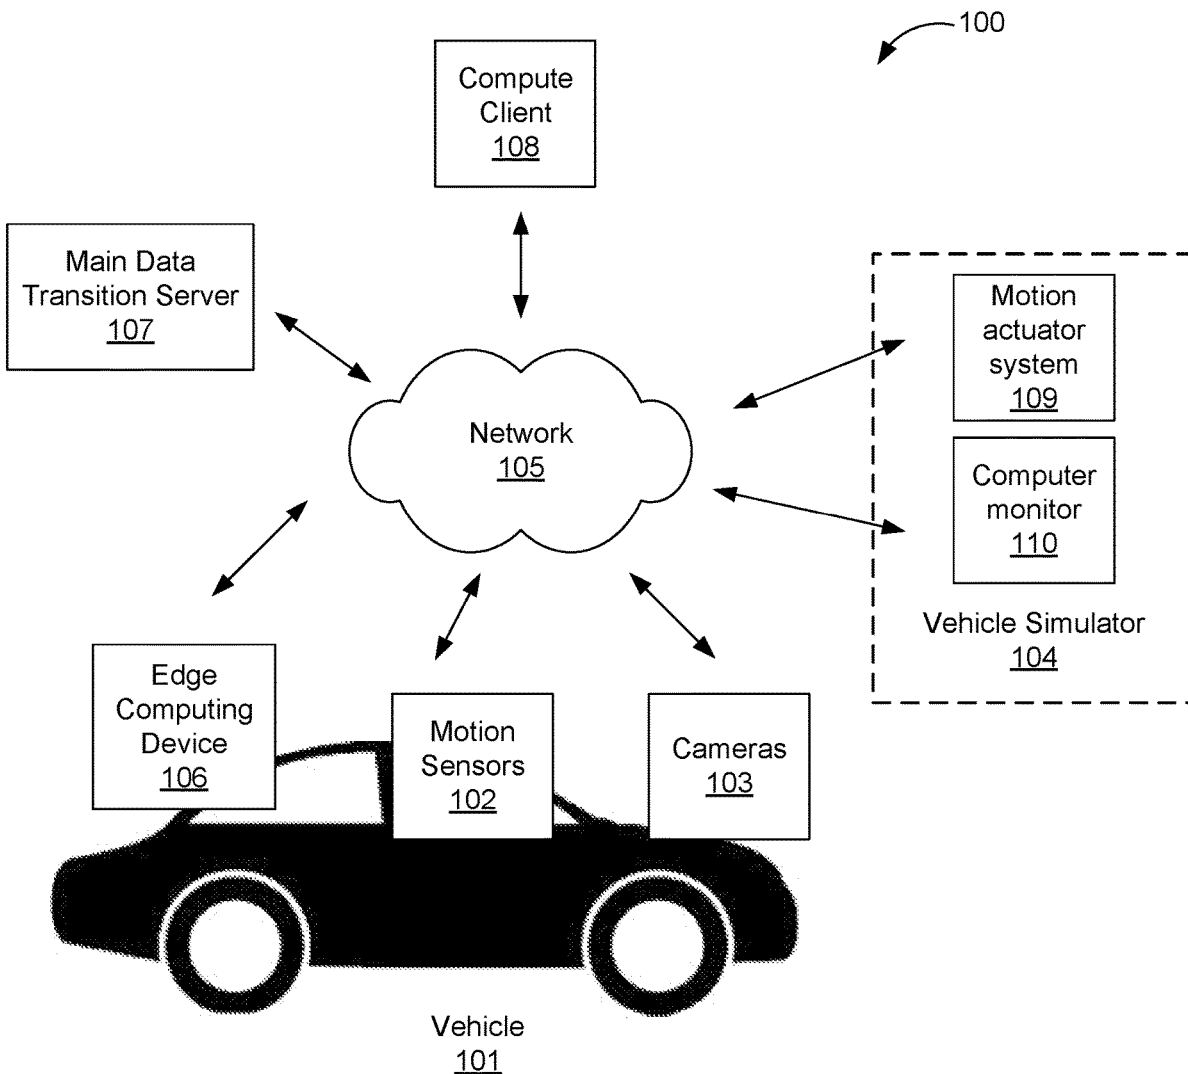 100
Compute
Client
108
Main Data
Transition Server
107
Motion
actuator
system
109
Network
105
Computer
monitor
110
Vehicle Simulator
104
Edge
Computing
Device
106
Motion
Sensors
102
Cameras
103
Vehicle
101